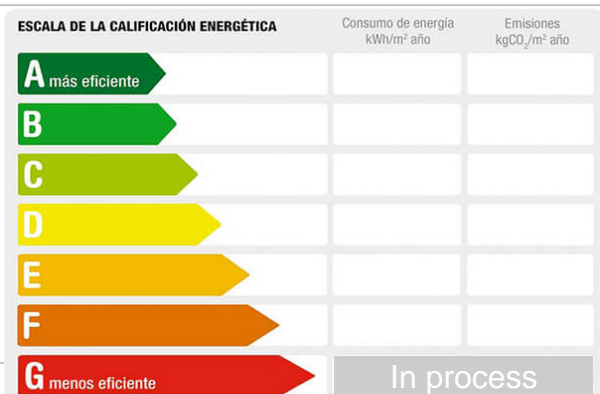 ESCALA DE LA CALIFICACIÓN ENERGÉTICA
Consumo de energía
kWh/m² año
Emisiones
kgCO₂/m² año
A más eficiente
B
C
D
E
F
G menos eficiente
In process